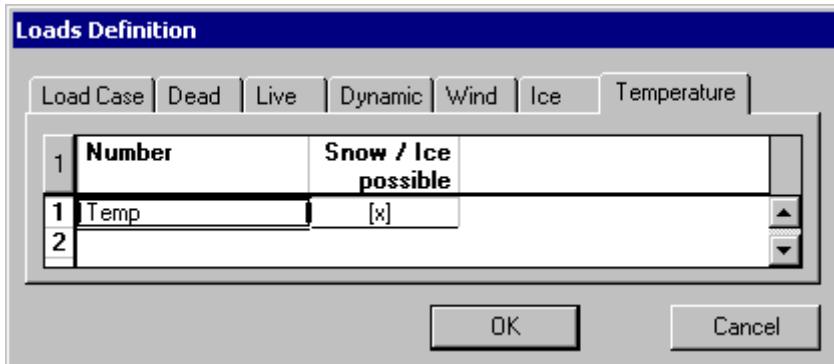 Loads Definition
Load Case Dead Live Dynamic Wind Ice Temperature
1 Number Snow / Ice
possible
1 Temp [x]
2
OK Cancel